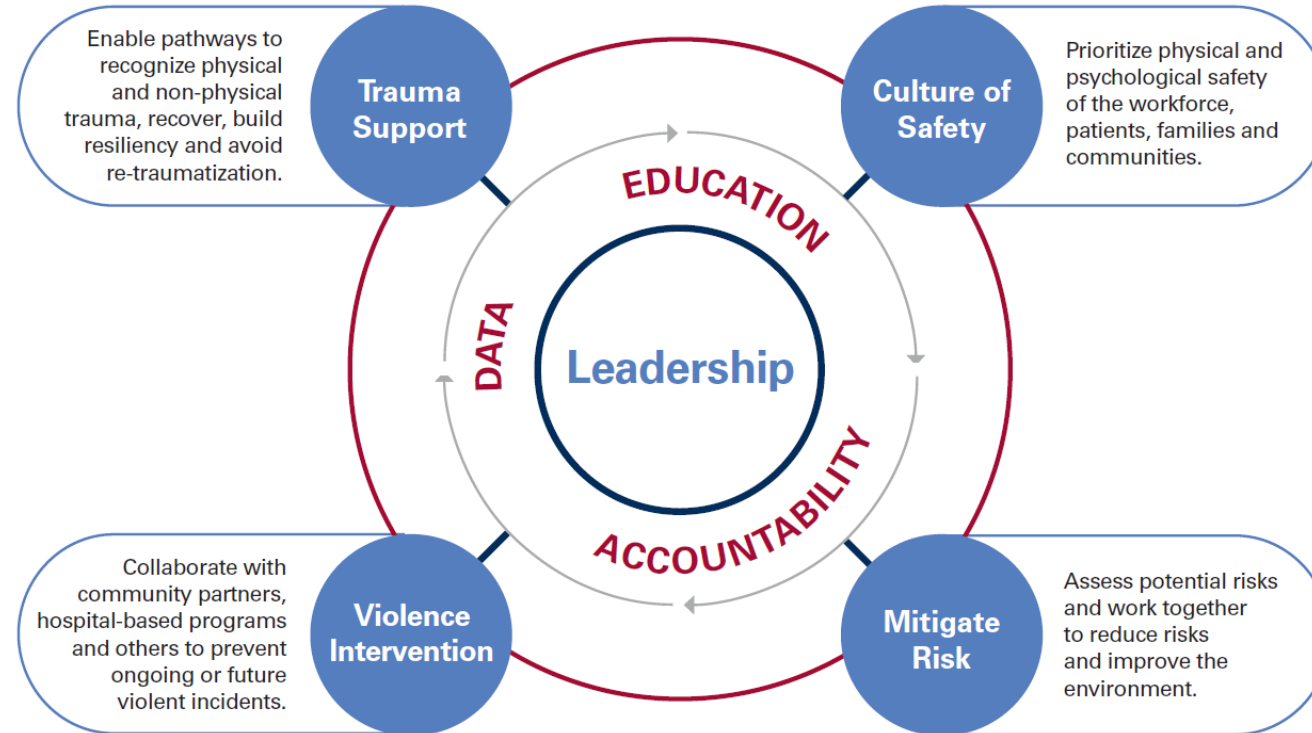 Enable pathways to
recognize physical
and non-physical
trauma, recover, build
resiliency and avoid
re-traumatization.
Trauma
Support
Culture of
Safety
Prioritize physical and
psychological safety
of the workforce,
patients, families and
communities.
EDUCATION
DATA
Leadership
ACCOUNTABILITY
Collaborate with
community partners,
hospital-based programs
and others to prevent
ongoing or future
violent incidents.
Violence
Intervention
Mitigate
Risk
Assess potential risks
and work together
to reduce risks
and improve the
environment.